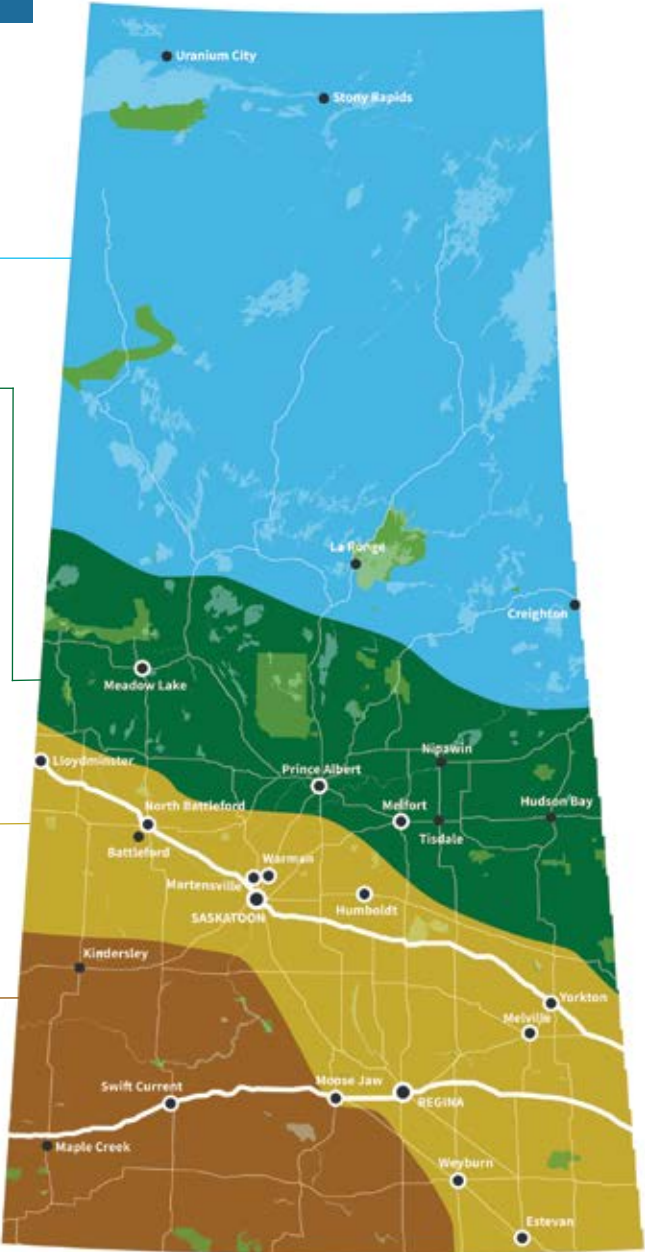 Uranium City
Stony Rapids
La Ronge
Creighton
Meadow Lake
Nipawin
Lloydminster
Prince Albert
North Battleford
Melfort
Hudson Bay
Tisdale
Battleford
Warman
Martensville
Humboldt
SASKATOON
Kindersley
Yorkton
Melville
Moose Jaw
Swift Current
REGINA
Maple Creek
Weyburn
Estevan